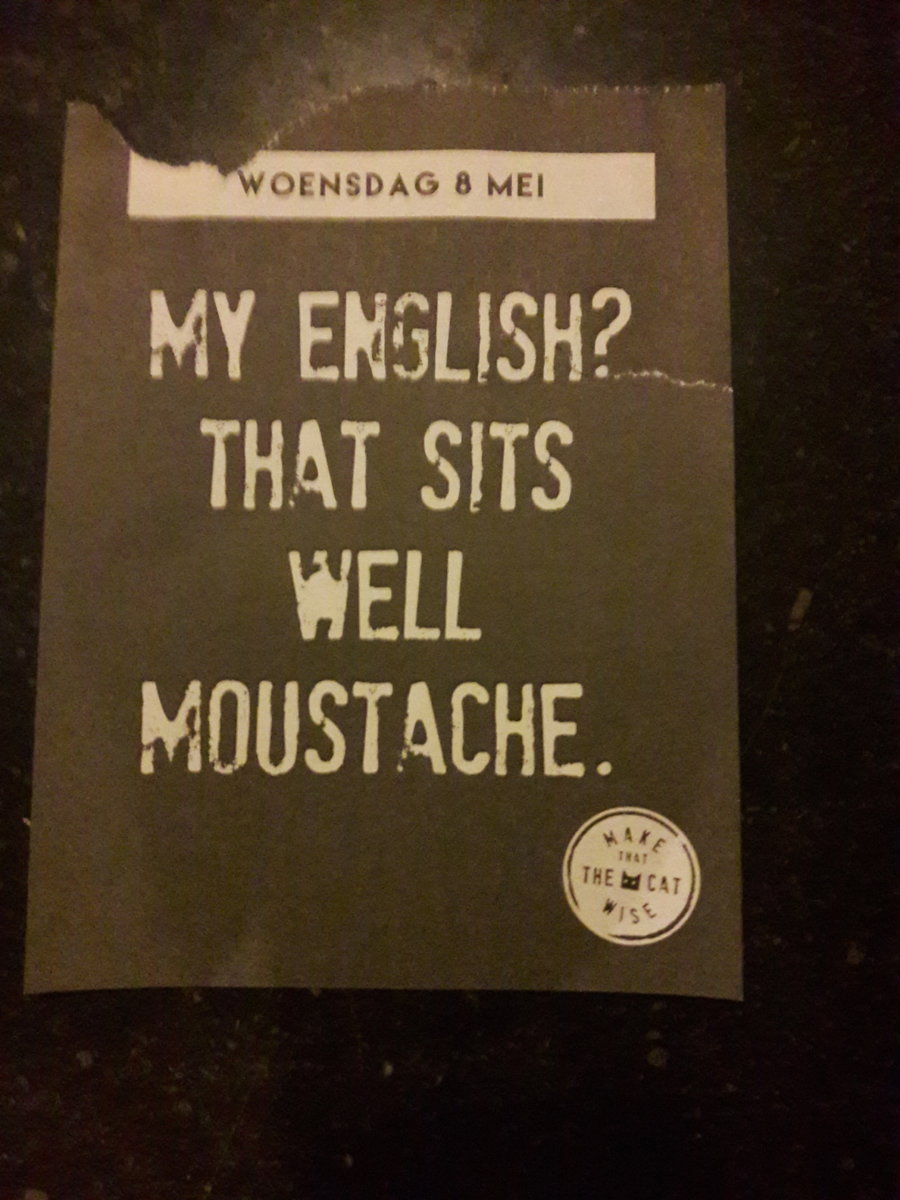 WOENSDAG 8 MEI
MY ENGLISH?
THAT SITS
WELL
MOUSTACHE.
MAKE
THAT
THE CAT
WISE